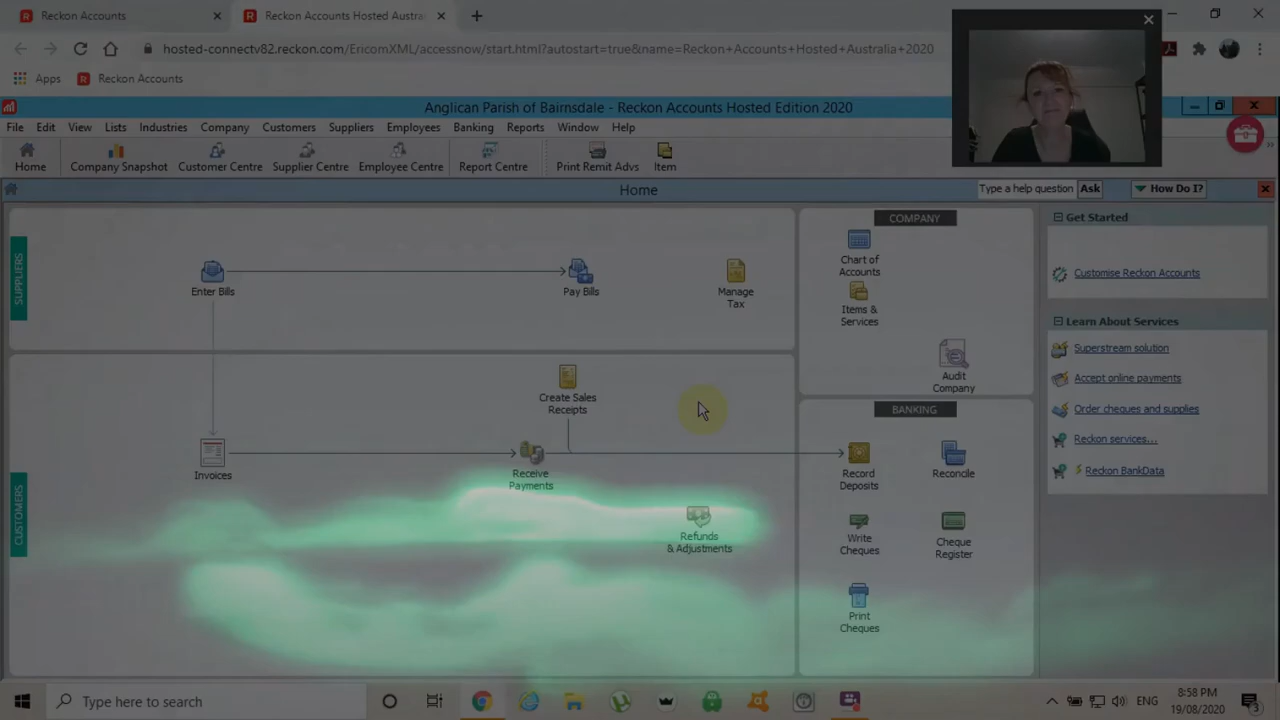 Reckon Accounts
Reckon Accounts Hosted Austra
hosted-connectv82.reckon.com/EricomXML/accessnow/start.html?autostart=true&name=Reckon+Accounts+Hosted+Australia+2020
Apps
Reckon Accounts
Anglican Parish of Bairnsdale - Reckon Accounts Hosted Edition 2020
File Edit View Lists Industries Company Customers Suppliers Employees Banking Reports Window Help
Home Company Snapshot Customer Centre Supplier Centre Employee Centre Report Centre Print Remit Advs Item
Home
Type a help question Ask How Do I?
SUPPLIERS
Enter Bills
Pay Bills
Manage
Tax
CUSTOMERS
Create Sales
Receipts
Invoices
Receive
Payments
Refunds
& Adjustments
COMPANY
Chart of
Accounts
Items &
Services
Audit
Company
BANKING
Record
Deposits
Reconcile
Write
Cheques
Cheque
Register
Print
Cheques
Get Started
Customise Reckon Accounts
Learn About Services
Superstream solution
Accept online payments
Order cheques and supplies
Reckon services...
Reckon BankData
Type here to search
ENG
8:58 PM
19/08/2020
3